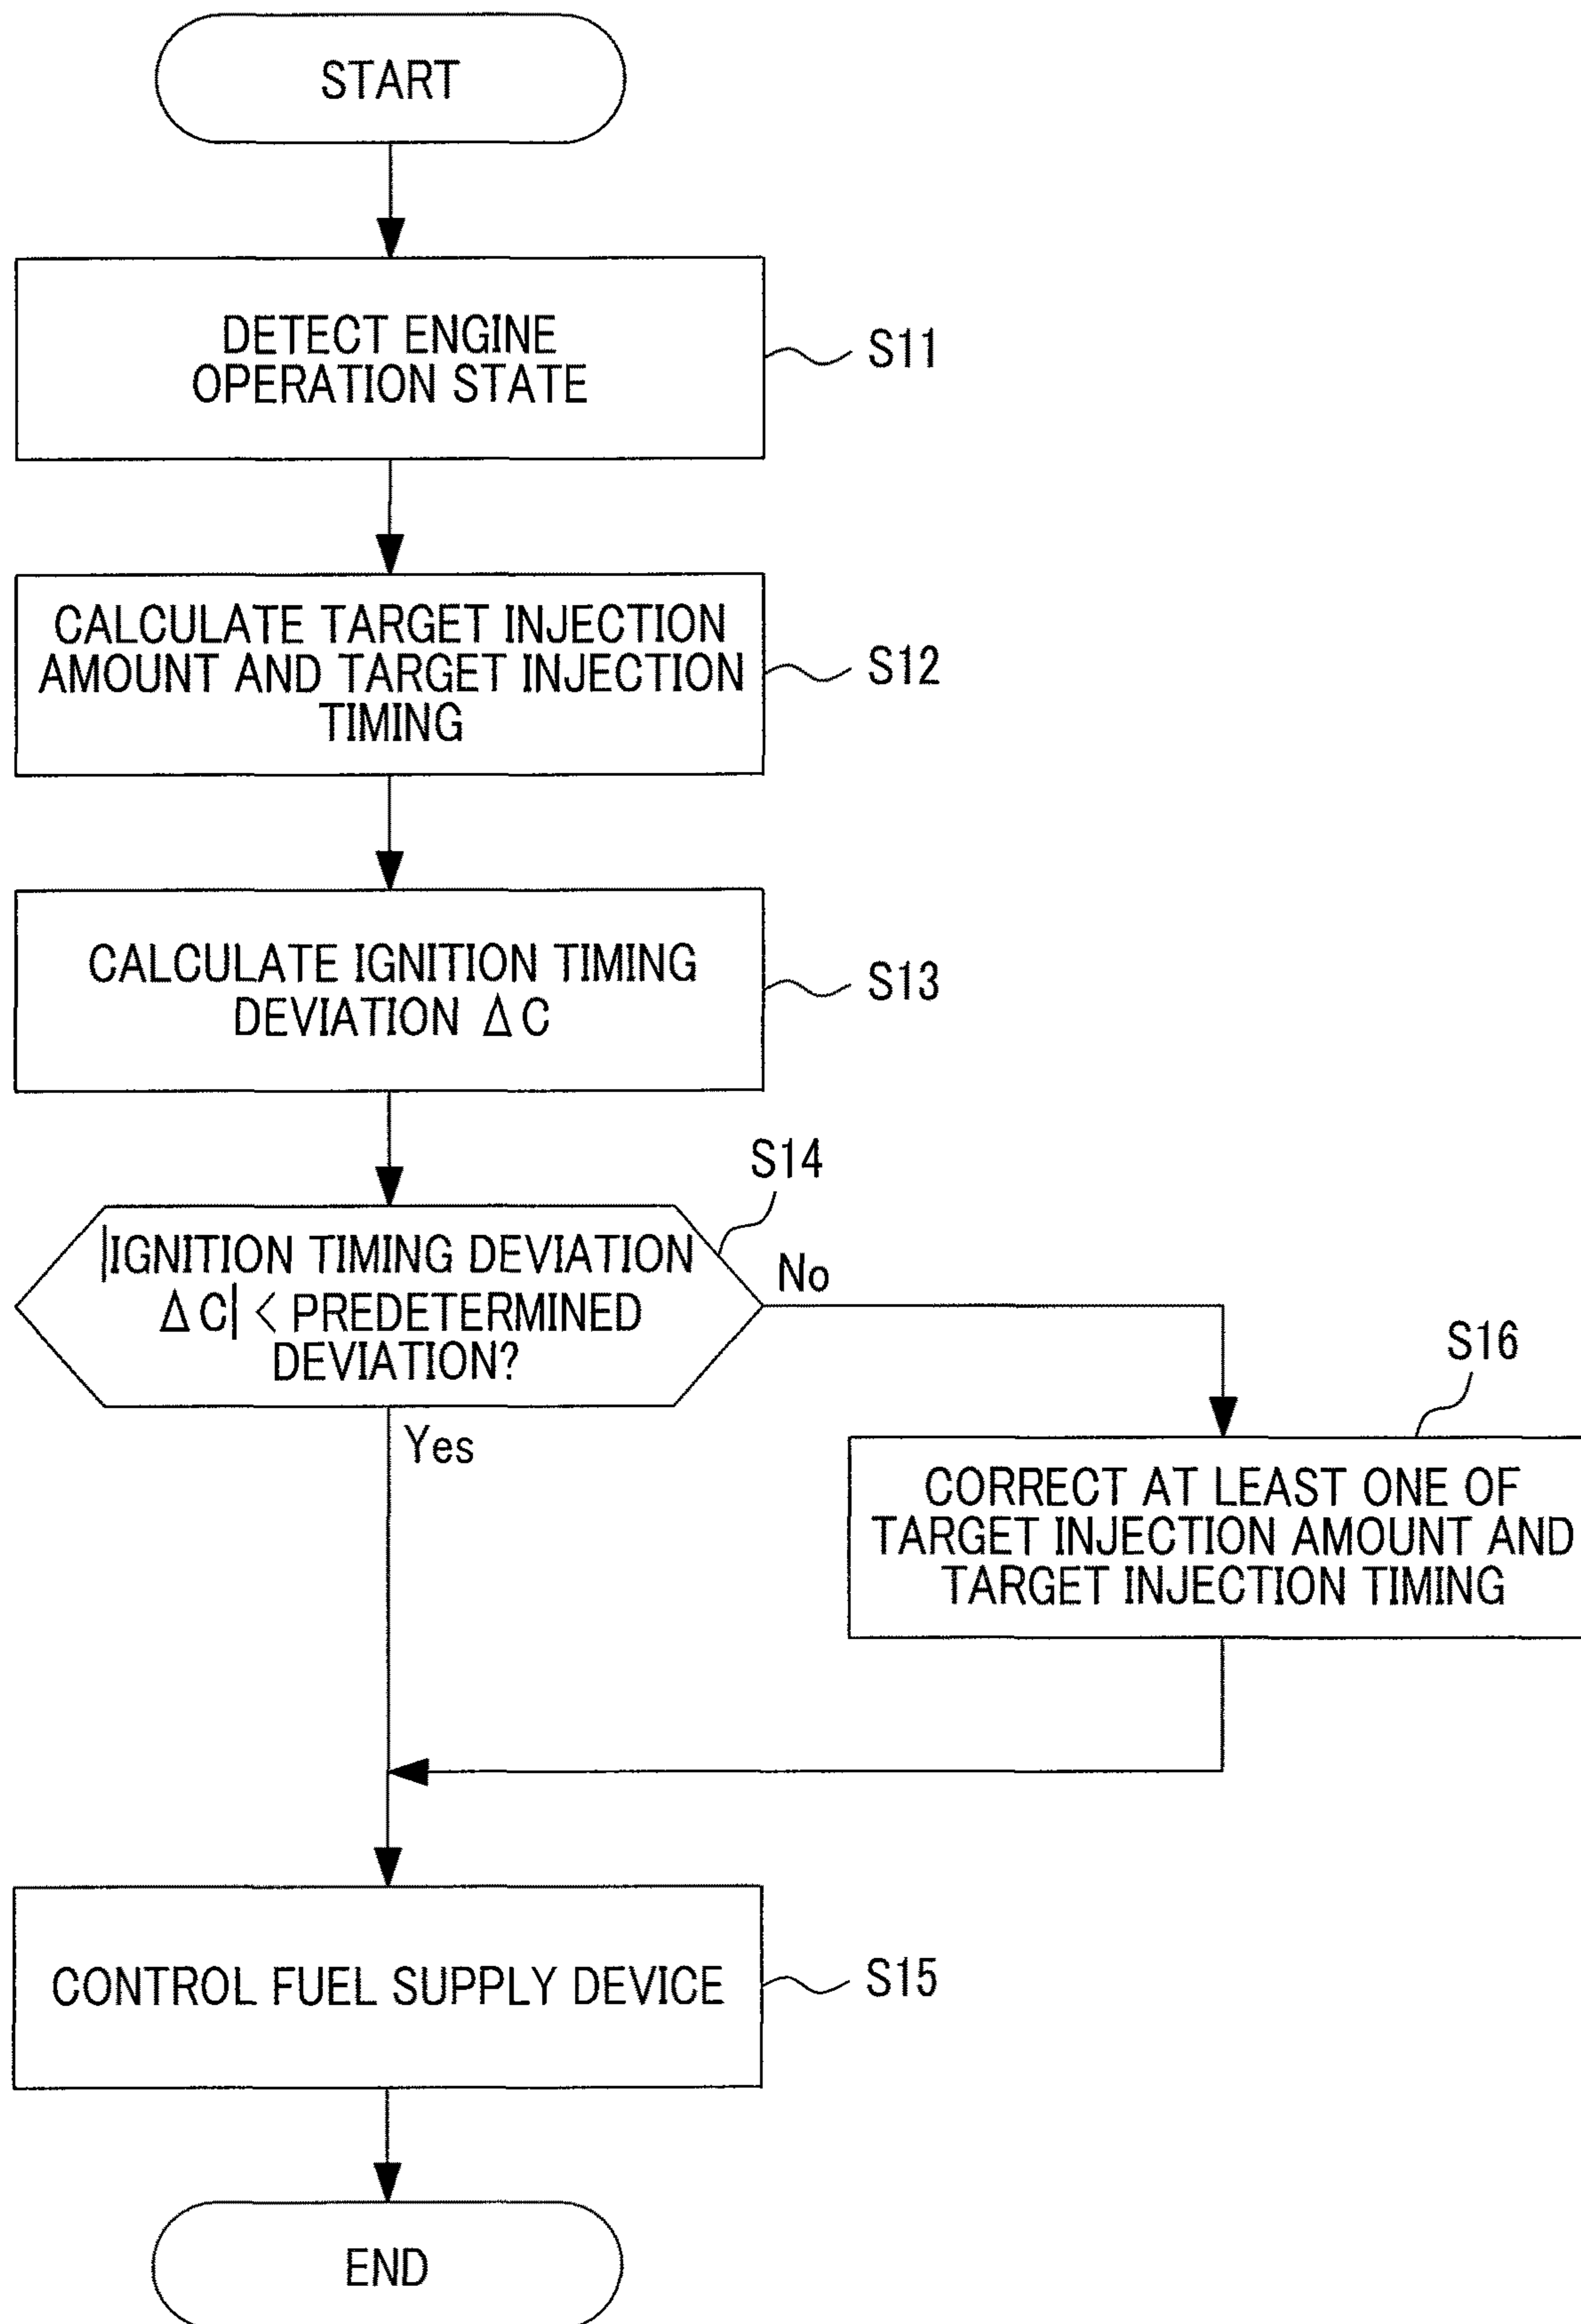 START
DETECT ENGINE
OPERATION STATE
S11
CALCULATE TARGET INJECTION
AMOUNT AND TARGET INJECTION
TIMING
S12
CALCULATE IGNITION TIMING
DEVIATION ΔC
S13
S14
|IGNITION TIMING DEVIATION
ΔC| < PREDETERMINED
DEVIATION?
No
Yes
S16
CORRECT AT LEAST ONE OF
TARGET INJECTION AMOUNT AND
TARGET INJECTION TIMING
CONTROL FUEL SUPPLY DEVICE
S15
END